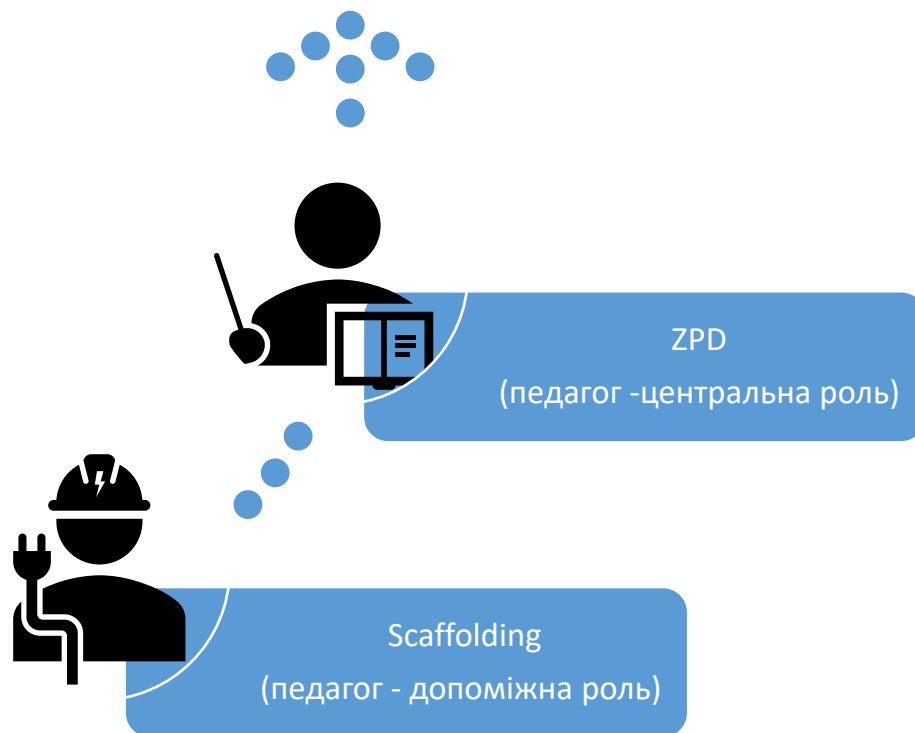 ZPD
(педагог -центральна роль)
Scaffolding
(педагог - допоміжна роль)